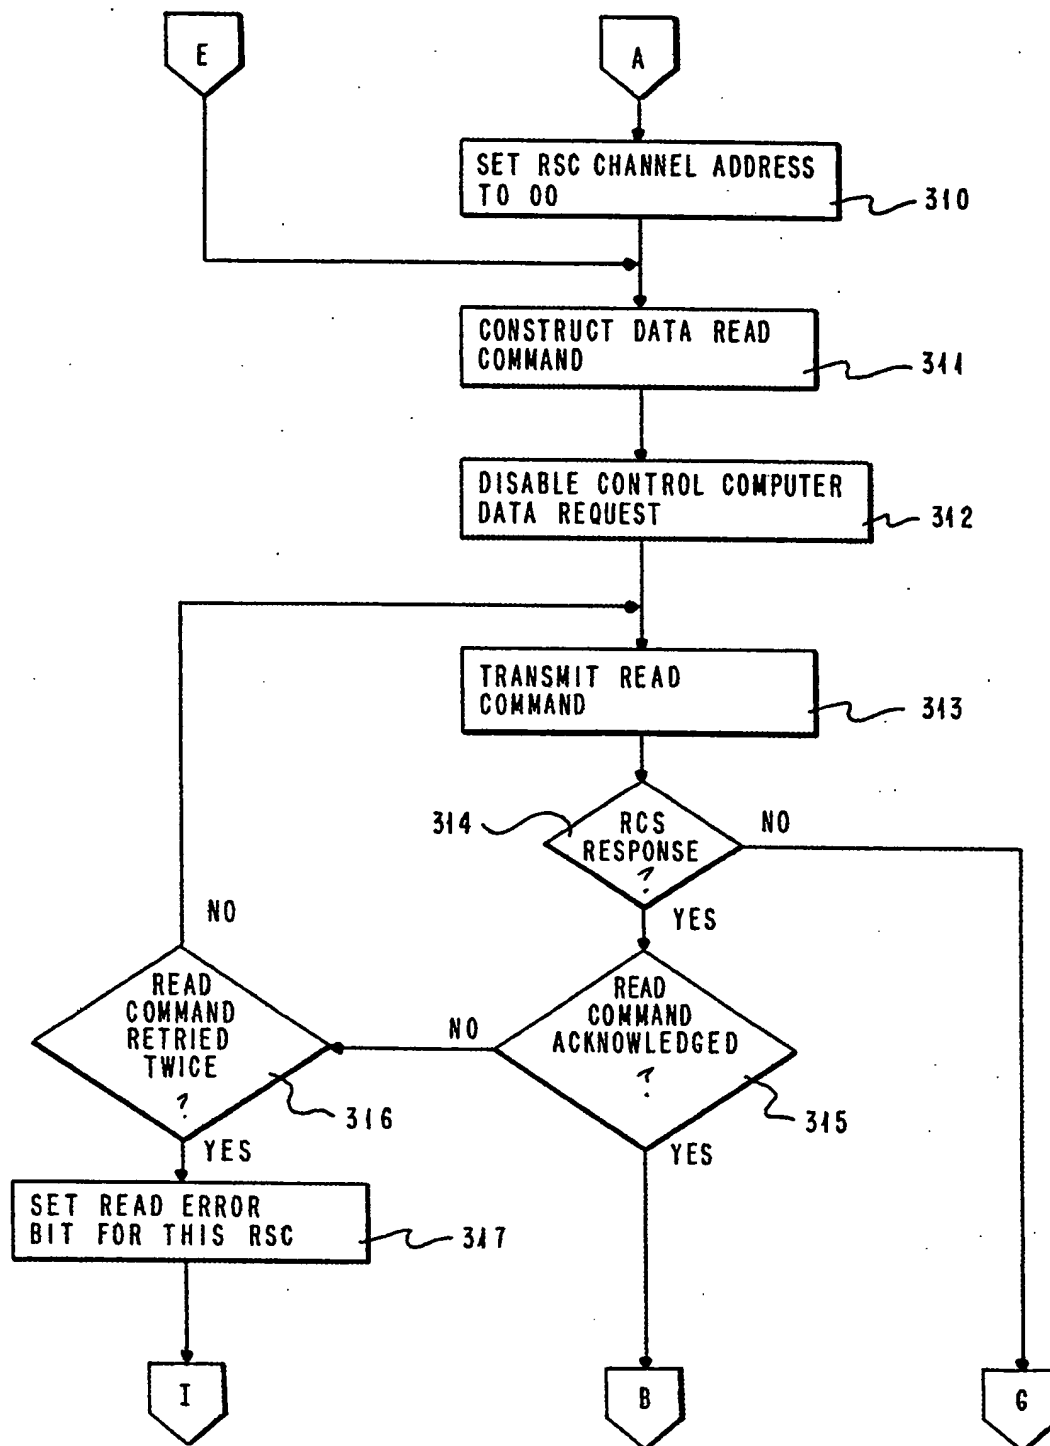 E
A
SET RSC CHANNEL ADDRESS
TO 00
310
CONSTRUCT DATA READ
COMMAND
311
DISABLE CONTROL COMPUTER
DATA REQUEST
312
TRANSMIT READ
COMMAND
313
314
RCS
RESPONSE
?
NO
YES
NO
READ
COMMAND
RETRIED
TWICE
?
316
NO
READ
COMMAND
ACKNOWLEDGED
?
315
YES
YES
SET READ ERROR
BIT FOR THIS RSC
317
I
B
G